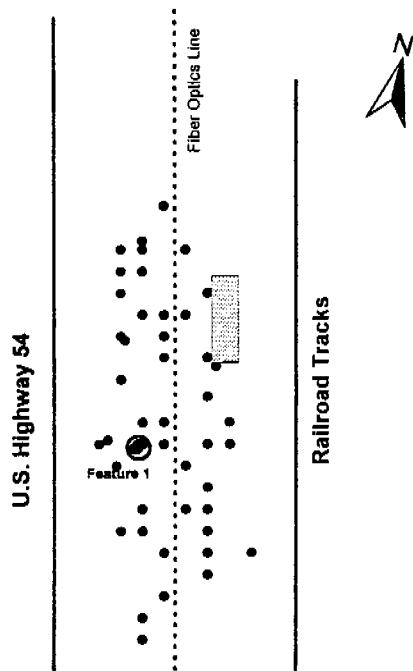 U.S. Highway 54
Fiber Optics Line
Railroad Tracks
Feature 1
N